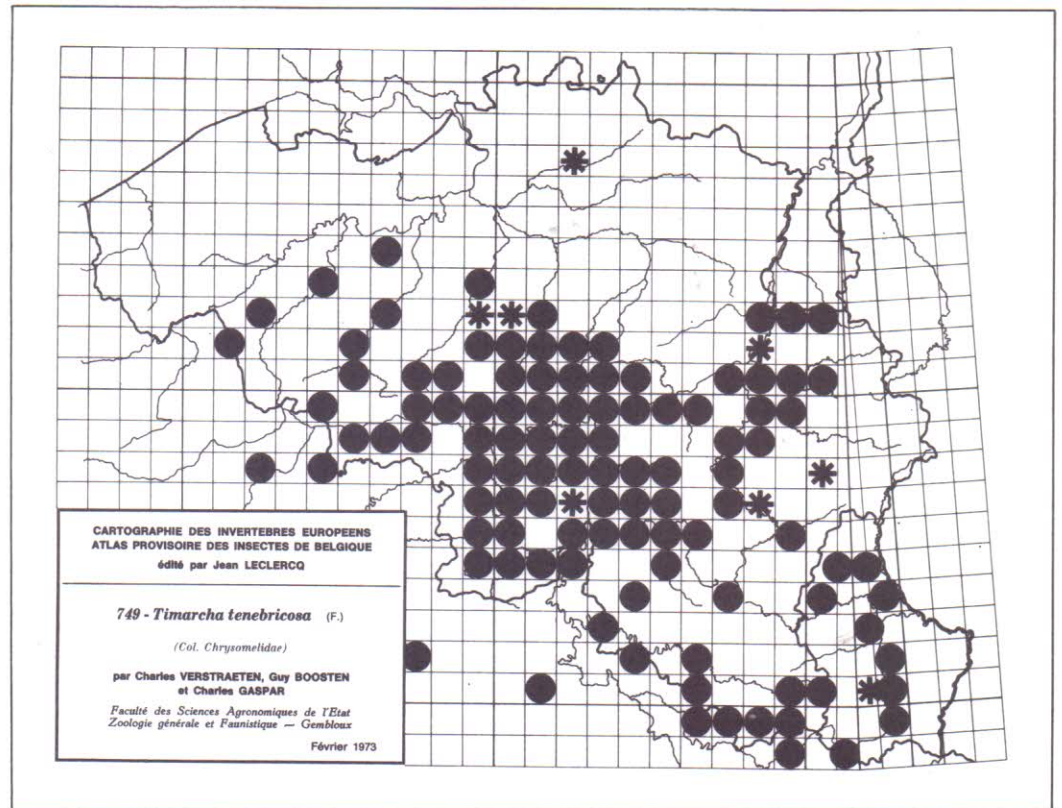 CARTOGRAPHIE DES INVERTEBRES EUROPEENS
ATLAS PROVISOIRE DES INSECTES DE BELGIQUE
édité par Jean LECLERCQ
749 - Timarcha tenebricosa (F.)
(Col. Chrysomelidae)
par Charles VERSTRAETEN, Guy BOOSTEN
et Charles GASPAR
Faculté des Sciences Agronomiques de l'Etat
Zoologie générale et Faunistique — Gembloux
Février 1973